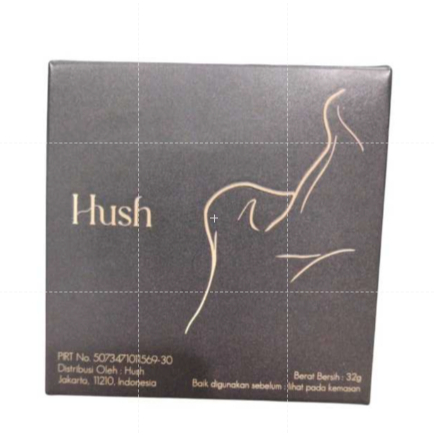 Hush
PIRT No. 5073471011569-30
Distribusi Oleh : Hush
Jakarta, 11210, Indonesia
Berat Bersih : 32g
Baik digunakan sebelum : lihat pada kemasan